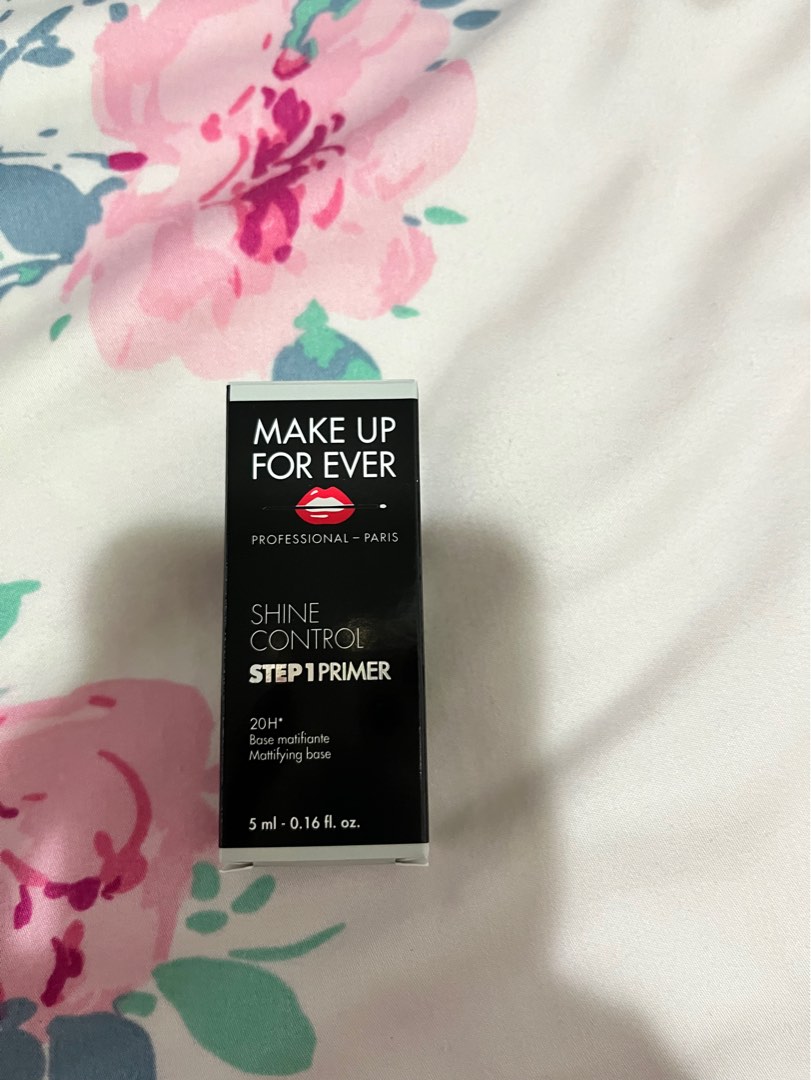 MAKE UP
FOR EVER
PROFESSIONAL – PARIS
SHINE
CONTROL
STEP 1 PRIMER
20H*
Base matifiante
Mattifying base
5 ml - 0.16 fl. oz.